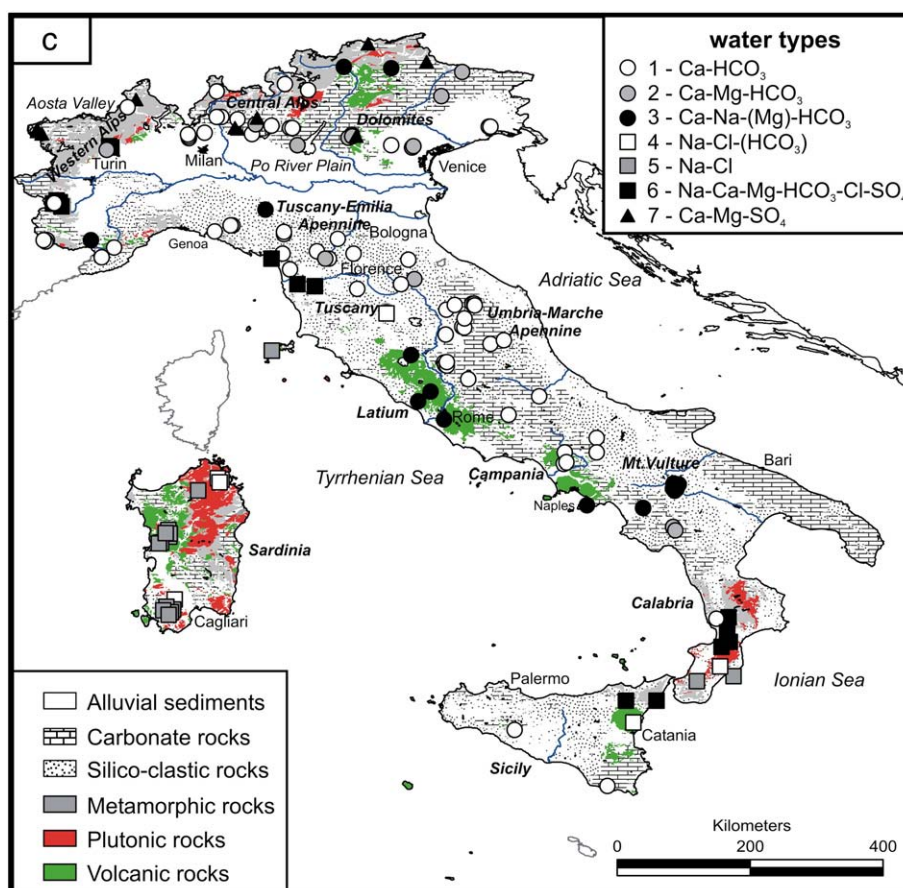 c
water types
1 - Ca-HCO₃
2 - Ca-Mg-HCO₃
3 - Ca-Na-(Mg)-HCO₃
4 - Na-Cl-(HCO₃)
5 - Na-Cl
6 - Na-Ca-Mg-HCO₃-Cl-SO₄
7 - Ca-Mg-SO₄
Aosta Valley
Western Alps
Central Alps
Dolomites
Turin
Milan
Po River Plain
Venice
Tuscany-Emilia
Apennine
Genoa
Bologna
Florence
Adriatic Sea
Tuscany
Umbria-Marche
Apennine
Latium
Rome
Tyrrhenian Sea
Campania
Mt.Vulture
Bari
Naples
Sardinia
Cagliari
Calabria
Palermo
Ionian Sea
Catania
Sicily
Alluvial sediments
Carbonate rocks
Silico-clastic rocks
Metamorphic rocks
Plutonic rocks
Volcanic rocks
Kilometers
0 200 400